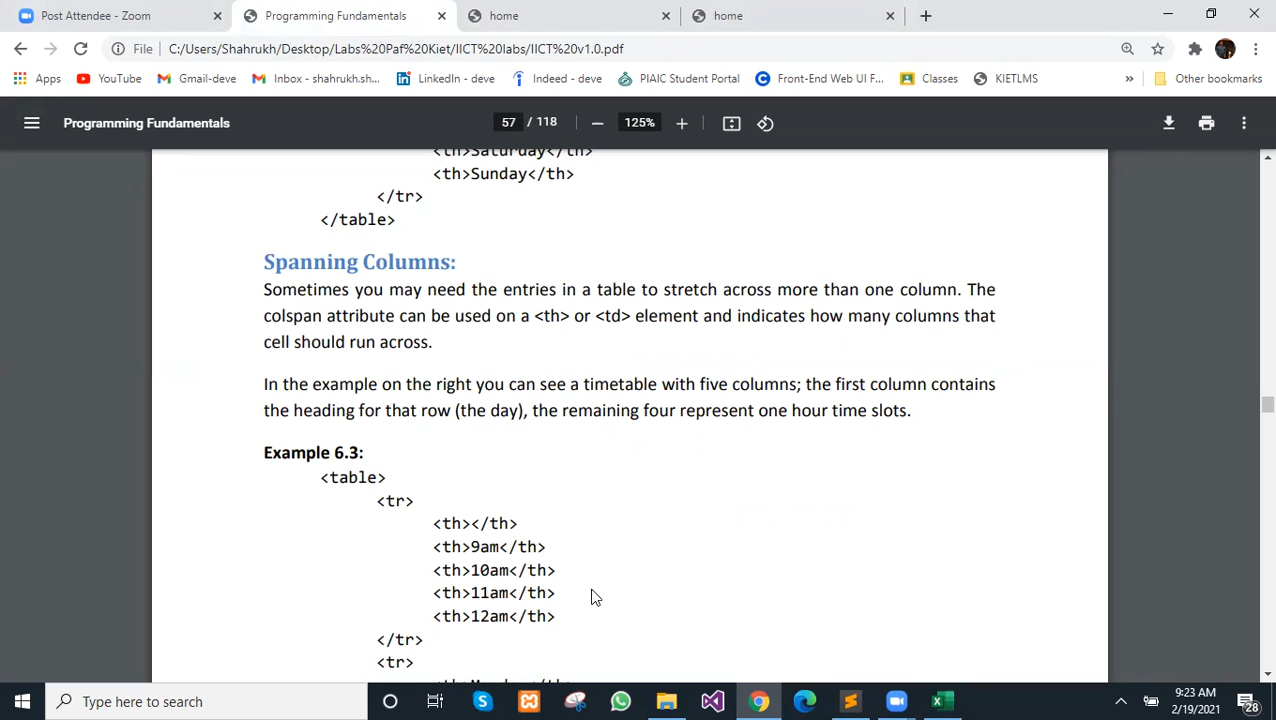 Post Attendee - Zoom
Programming Fundamentals
home
home
File
C:/Users/Shahrukh/Desktop/Labs%20Paf%20Kiet/IICT%20labs/IICT%20v1.0.pdf
Apps
YouTube
Gmail-deve
Inbox - shahrukh.sh...
LinkedIn - deve
Indeed - deve
PIAIC Student Portal
Front-End Web UI F...
Classes
KIETLMS
»
Other bookmarks
Programming Fundamentals
57 / 118
125%
<th>Saturday</th>
<th>Sunday</th>
</tr>
</table>
Spanning Columns:
Sometimes you may need the entries in a table to stretch across more than one column. The
colspan attribute can be used on a <th> or <td> element and indicates how many columns that
cell should run across.
In the example on the right you can see a timetable with five columns; the first column contains
the heading for that row (the day), the remaining four represent one hour time slots.
Example 6.3:
<table>
<tr>
<th></th>
<th>9am</th>
<th>10am</th>
<th>11am</th>
<th>12am</th>
</tr>
<tr>
Type here to search
9:23 AM
2/19/2021
28